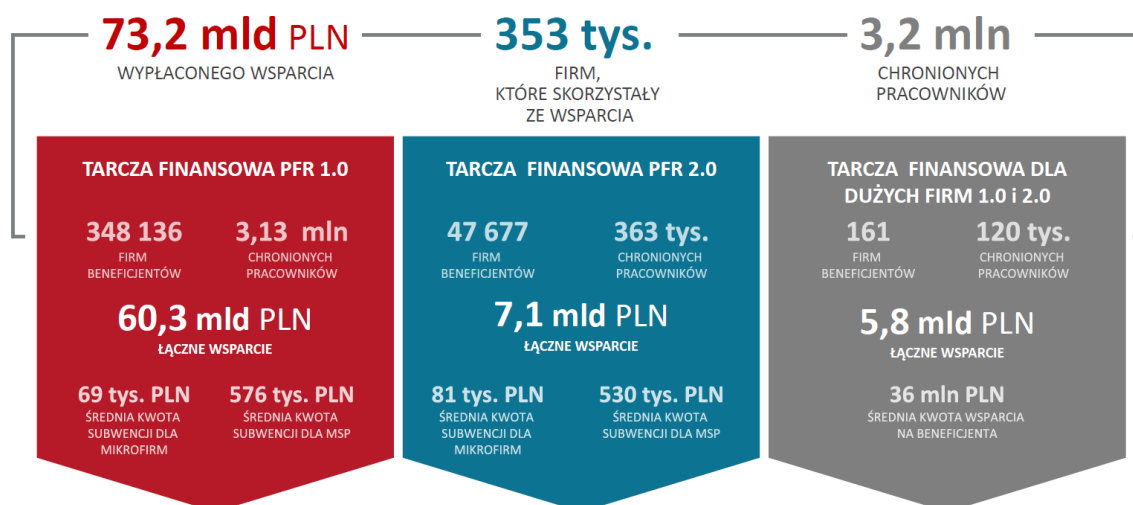 73,2 mld PLN
WYPŁACONEGO WSPARCIA
353 tys.
FIRM,
KTÓRE SKORZYSTAŁY
ZE WSPARCIA
3,2 mln
CHRONIONYCH
PRACOWNIKÓW
TARCZA FINANSOWA PFR 1.0
348 136
FIRM
BENEFICJENTÓW
3,13 mln
CHRONIONYCH
PRACOWNIKÓW
60,3 mld PLN
ŁĄCZNE WSPARCIE
69 tys. PLN
ŚREDNIA KWOTA
SUBWENCJI DLA
MIKROFIRM
576 tys. PLN
ŚREDNIA KWOTA
SUBWENCJI DLA MSP
TARCZA FINANSOWA PFR 2.0
47 677
FIRM
BENEFICJENTÓW
363 tys.
CHRONIONYCH
PRACOWNIKÓW
7,1 mld PLN
ŁĄCZNE WSPARCIE
81 tys. PLN
ŚREDNIA KWOTA
SUBWENCJI DLA
MIKROFIRM
530 tys. PLN
ŚREDNIA KWOTA
SUBWENCJI DLA MSP
TARCZA FINANSOWA DLA
DUŻYCH FIRM 1.0 i 2.0
161
FIRM
BENEFICJENTÓW
120 tys.
CHRONIONYCH
PRACOWNIKÓW
5,8 mld PLN
ŁĄCZNE WSPARCIE
36 mln PLN
ŚREDNIA KWOTA WSPARCIA
NA BENEFICJENTA